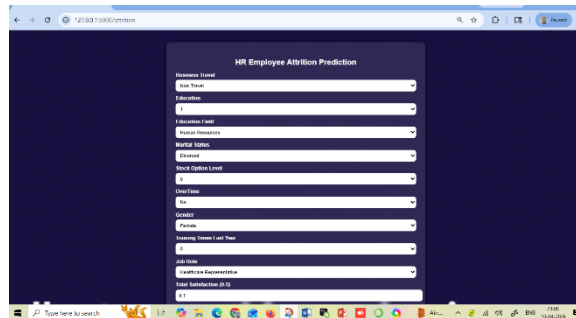 127.0.0.1:5000/attrition
Paused
HR Employee Attrition Prediction
Business Travel
Non-Travel
Education
1
Education Field
Human Resources
Marital Status
Divorced
Stock Option Level
0
OverTime
No
Gender
Female
Training Times Last Year
0
Job Role
Healthcare Representative
Total Satisfaction (0-5)
0.1
Type here to search
ENG